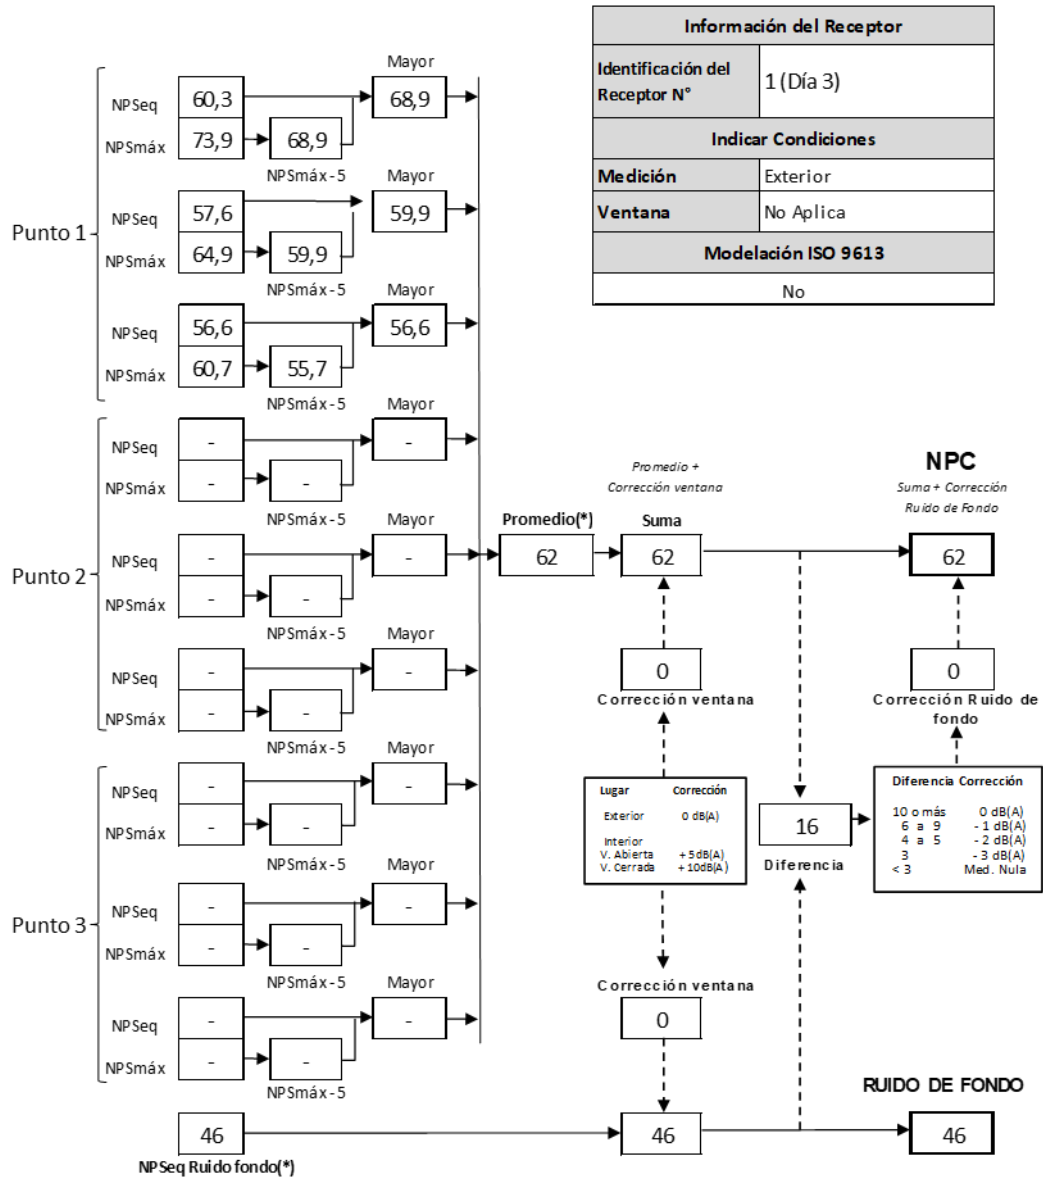 Información del Receptor
Identificación del Receptor N°
1 (Día 3)
Indicar Condiciones
Medición
Exterior
Ventana
No Aplica
Modelación ISO 9613
No
Punto 1
Mayor
NPSeq
60,3
68,9
NPSmáx
73,9
68,9
NPSmáx-5
Mayor
NPSeq
57,6
59,9
NPSmáx
64,9
59,9
NPSmáx-5
Mayor
NPSeq
56,6
56,6
NPSmáx
60,7
55,7
NPSmáx-5
Punto 2
Mayor
NPSeq
-
-
NPSmáx
-
-
NPSmáx-5
Mayor
NPSeq
-
-
NPSmáx
-
-
NPSmáx-5
Mayor
NPSeq
-
-
NPSmáx
-
-
NPSmáx-5
Punto 3
Mayor
NPSeq
-
-
NPSmáx
-
-
NPSmáx-5
Mayor
NPSeq
-
-
NPSmáx
-
-
NPSmáx-5
Mayor
NPSeq
-
-
NPSmáx
-
-
NPSmáx-5
46
NPSeq Ruido fondo(*)
Promedio(*)
62
Promedio +
Corrección ventana
Suma
62
0
Corrección ventana
Lugar Corrección
Exterior 0 dB(A)
Interior
V. Abierta +5dB(A)
V. Cerrada +10dB(A)
Corrección ventana
0
46
16
Diferencia
NPC
Suma + Corrección
Ruido de Fondo
62
0
Corrección Ruido de
fondo
Diferencia Corrección
10 o más 0 dB(A)
6 a 9 -1 dB(A)
4 a 5 -2 dB(A)
3 -3 dB(A)
< 3 Med. Nula
RUIDO DE FONDO
46